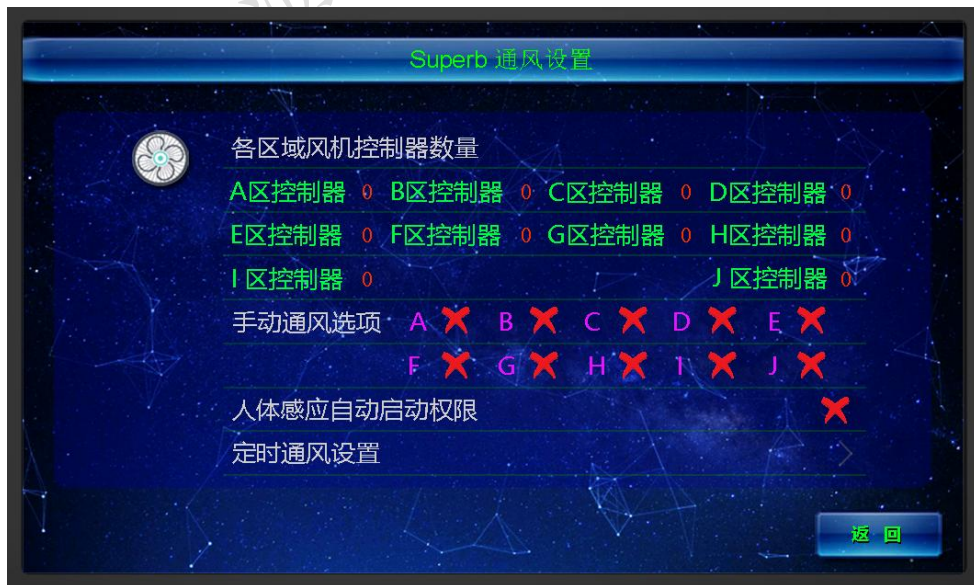 Superb 通风设置
各区域风机控制器数量
A区控制器 0 B区控制器 0 C区控制器 0 D区控制器 0
E区控制器 0 F区控制器 0 G区控制器 0 H区控制器 0
I 区控制器 0 J 区控制器 0
手动通风选项 A B C D E
F G H I J
人体感应自动启动权限
定时通风设置
返 回